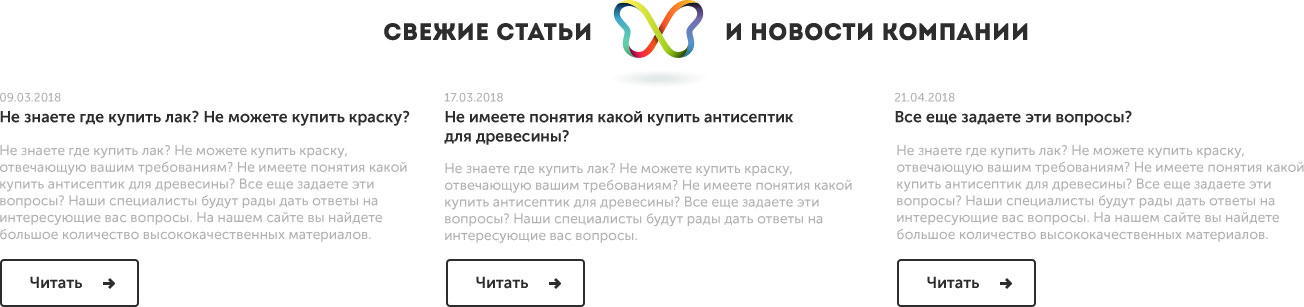 СВЕЖИЕ СТАТЬИ И НОВОСТИ КОМПАНИИ
09.03.2018
Не знаете где купить лак? Не можете купить краску?
Не знаете где купить лак? Не можете купить краску,
отвечающую вашим требованиям? Не имеете понятия какой
купить антисептик для древесины? Все еще задаете эти
вопросы? Наши специалисты будут рады дать ответы на
интересующие вас вопросы. На нашем сайте вы найдете
большое количество высококачественных материалов.
Читать
17.03.2018
Не имеете понятия какой купить антисептик
для древесины?
Не знаете где купить лак? Не можете купить краску,
отвечающую вашим требованиям? Не имеете понятия какой
купить антисептик для древесины? Все еще задаете эти
вопросы? Наши специалисты будут рады дать ответы на
интересующие вас вопросы.
Читать
21.04.2018
Все еще задаете эти вопросы?
Не знаете где купить лак? Не можете купить краску,
отвечающую вашим требованиям? Не имеете понятия какой
купить антисептик для древесины? Все еще задаете эти
вопросы? Наши специалисты будут рады дать ответы на
интересующие вас вопросы. На нашем сайте вы найдете
большое количество высококачественных материалов.
Читать